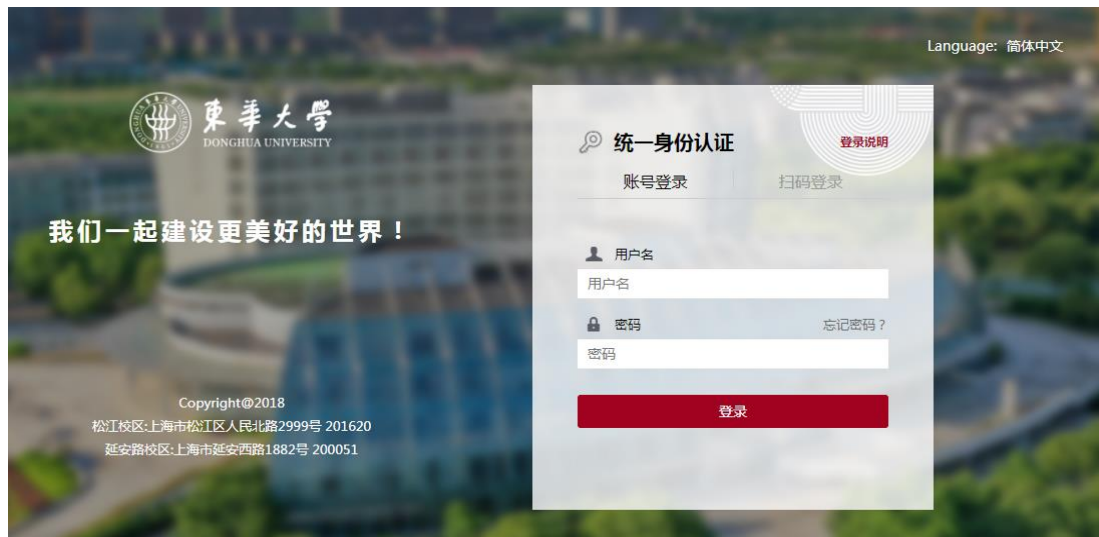 Language: 简体中文
東華大學
DONGHUA UNIVERSITY
我们一起建设更美好的世界！
Copyright@2018
松江校区:上海市松江区人民北路2999号 201620
延安路校区:上海市延安西路1882号 200051
统一身份认证
登录说明
账号登录
扫码登录
用户名
用户名
密码
忘记密码？
密码
登录